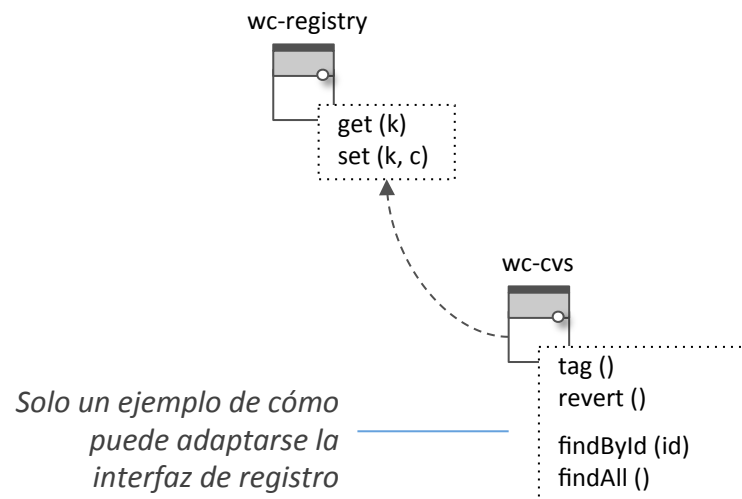 wc-registry
get (k)
set (k, c)
wc-cvs
tag ()
revert ()
findById (id)
findAll ()
Solo un ejemplo de cómo
puede adaptarse la
interfaz de registro